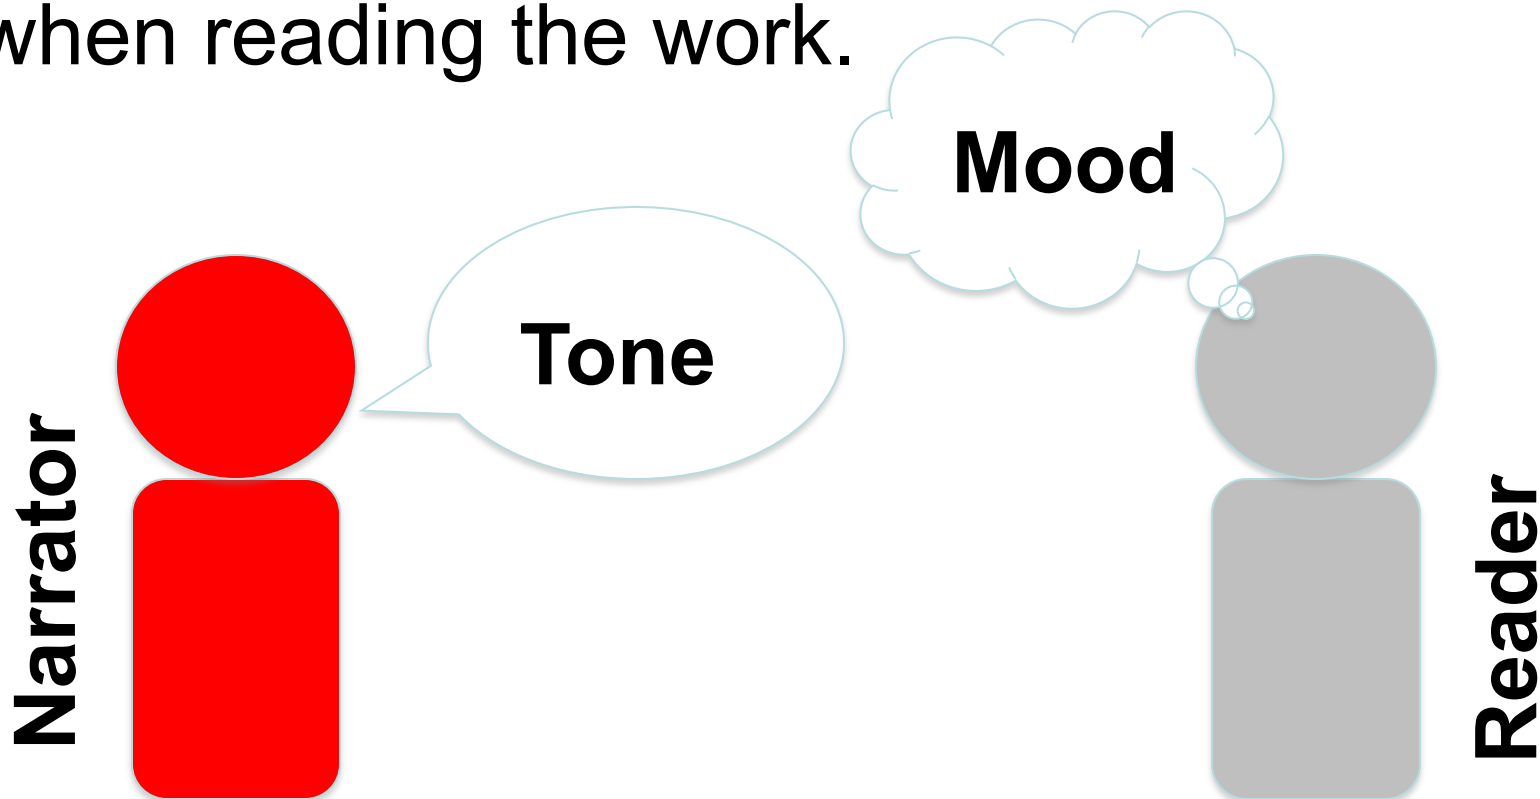 when reading the work.
Mood
Tone
Narrator
Reader